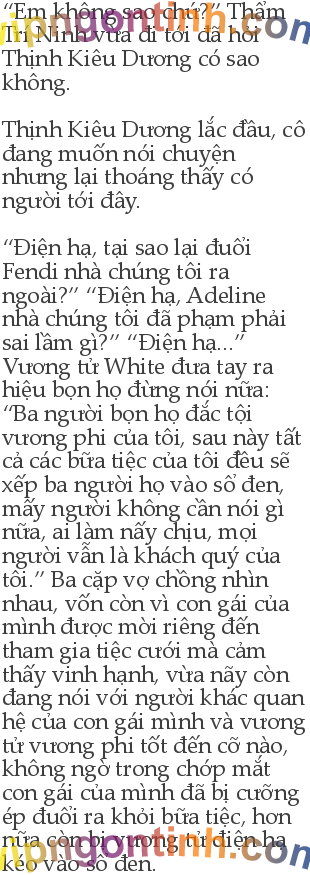 “Em không sao chứ?” Thẩm
Tri Ninh vừa đi tới đã hỏi
Thịnh Kiêu Dương có sao
không.
Thịnh Kiêu Dương lắc đầu, cô
đang muốn nói chuyện
nhưng lại thoáng thấy có
người tới đây.
“Điện hạ, tại sao lại đuổi
Fendi nhà chúng tôi ra
ngoài?” “Điện hạ, Adeline
nhà chúng tôi đã phạm phải
sai lầm gì?” “Điện hạ...”
Vương tử White đưa tay ra
hiệu bọn họ đừng nói nữa:
“Ba người bọn họ đắc tội
vương phi của tôi, sau này tất
cả các bữa tiệc của tôi đều sẽ
xếp ba người họ vào sổ đen,
mấy người không cần nói gì
nữa, ai làm nấy chịu, mọi
người vẫn là khách quý của
tôi.” Ba cặp vợ chồng nhìn
nhau, vốn còn vì con gái của
mình được mời riêng đến
tham gia tiệc cưới mà cảm
thấy vinh hạnh, vừa nãy còn
đang nói với người khác quan
hệ của con gái mình và vương
tử vương phi tốt đến cỡ nào,
không ngờ trong chớp mắt
con gái của mình đã bị cưỡng
ép đuổi ra khỏi bữa tiệc, hơn
nữa còn bị vương tử điện hạ
kéo vào sổ đen.
vipngontinh.com
vipngontinh.com